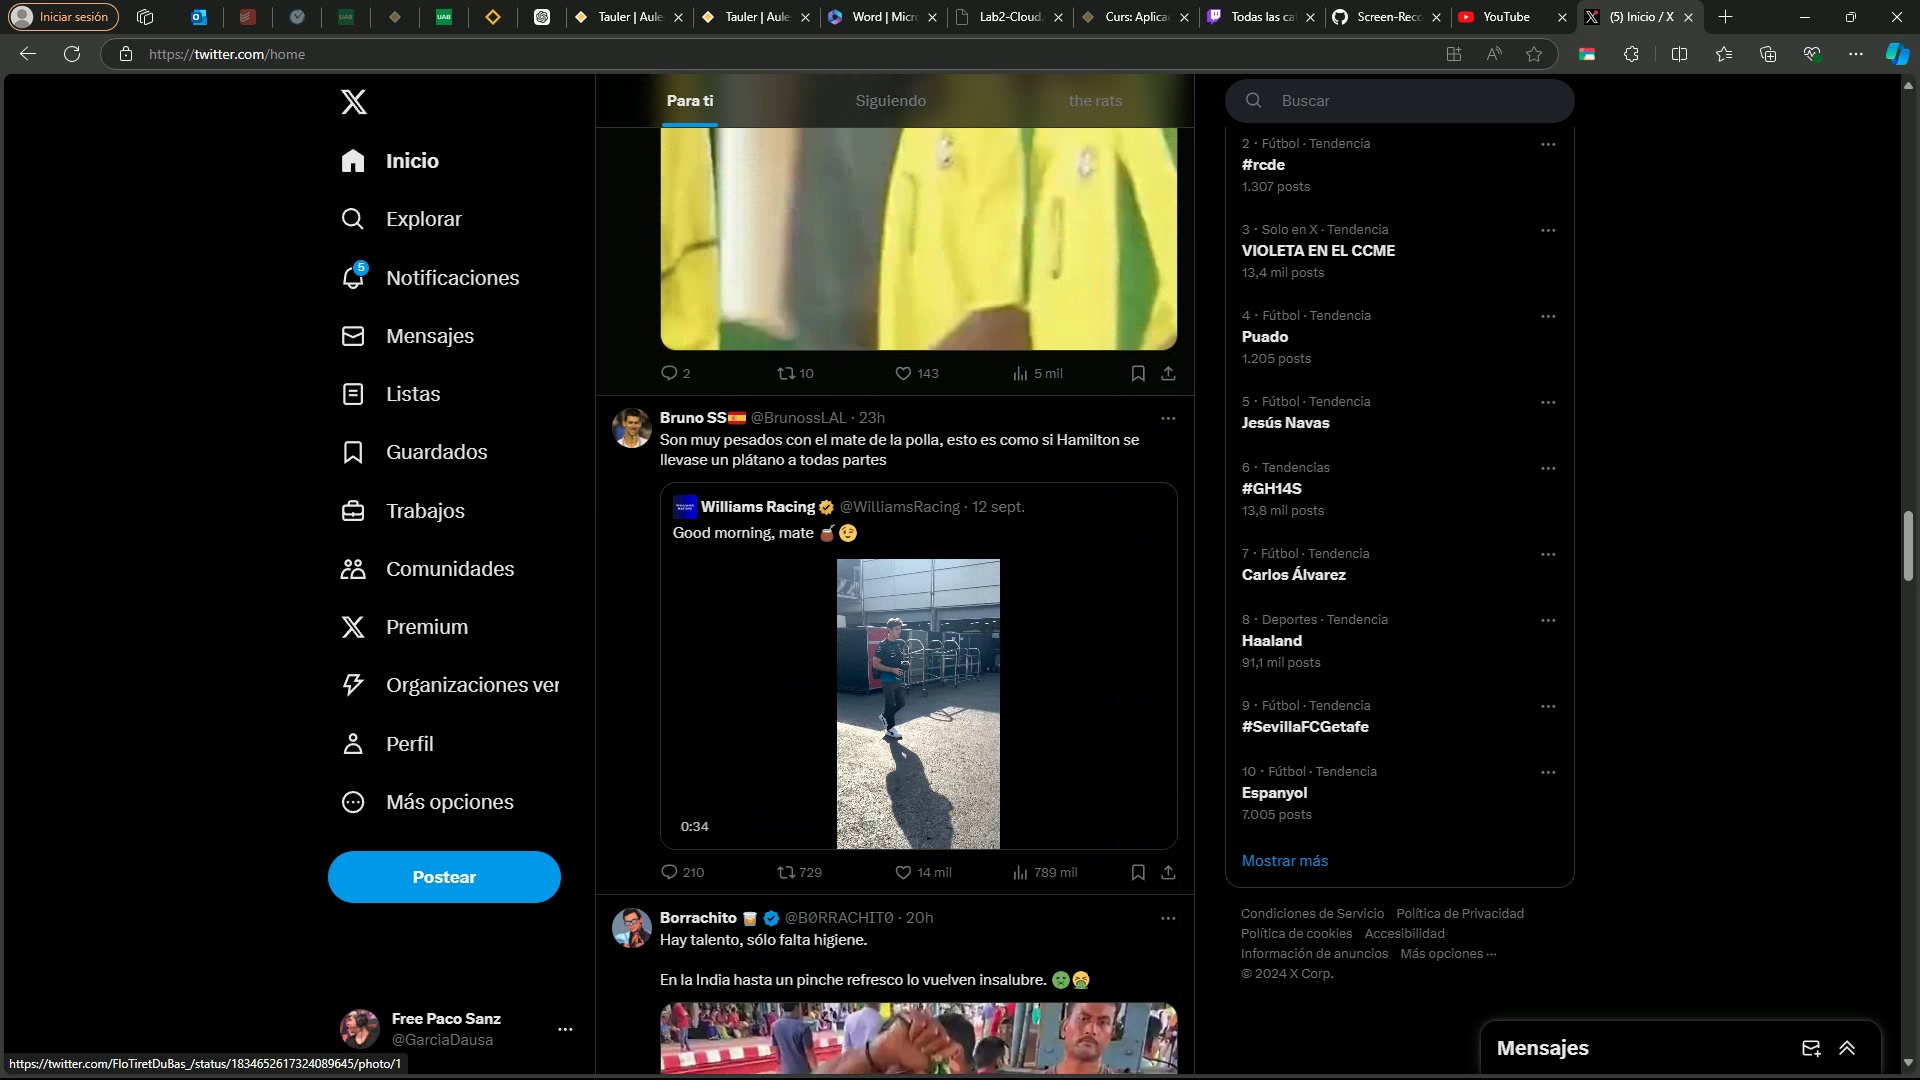 Iniciar sesión
Tauler | Aule
Tauler | Aule
Word | Micr
Lab2-Cloud
Curs: Aplica
Todas las ca
Screen-Reco
YouTube
(5) Inicio / X
https://twitter.com/home
Inicio
Explorar
5
Notificaciones
Mensajes
Listas
Guardados
Trabajos
Comunidades
Premium
Organizaciones ver
Perfil
Más opciones
Postear
Free Paco Sanz
@GarciaDausa
https://twitter.com/FloTiretDuBas_/status/1834652617324089645/photo/1
Para ti
Siguiendo
the rats
2 10 143 5 mil
Bruno SS @BrunossLAL · 23h
Son muy pesados con el mate de la polla, esto es como si Hamilton se
llevase un plátano a todas partes
Williams Racing @WilliamsRacing · 12 sept.
Good morning, mate 🧉😉
0:34
210 729 14 mil 789 mil
Borrachito 🥃 @B0RRACHIT0 · 20h
Hay talento, sólo falta higiene.
En la India hasta un pinche refresco lo vuelven insalubre. 🤢🤮
Buscar
2 · Fútbol · Tendencia
#rcde
1.307 posts
3 · Solo en X · Tendencia
VIOLETA EN EL CCME
13,4 mil posts
4 · Fútbol · Tendencia
Puado
1.205 posts
5 · Fútbol · Tendencia
Jesús Navas
6 · Tendencias
#GH14S
13,8 mil posts
7 · Fútbol · Tendencia
Carlos Álvarez
8 · Deportes · Tendencia
Haaland
91,1 mil posts
9 · Fútbol · Tendencia
#SevillaFCGetafe
10 · Fútbol · Tendencia
Espanyol
7.005 posts
Mostrar más
Condiciones de Servicio Política de Privacidad
Política de cookies Accesibilidad
Información de anuncios Más opciones ···
© 2024 X Corp.
Mensajes